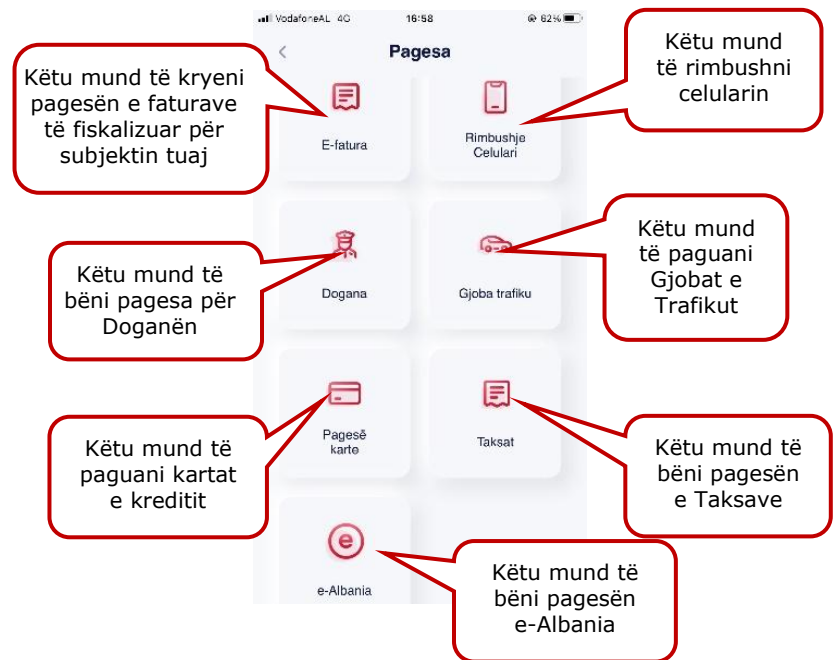 VodafoneAL 4G 16:58 62%
Pagesa
Këtu mund të kryeni
pagesën e faturave
të fiskalizuar për
subjektin tuaj
E-fatura
Rimbushje
Celulari
Këtu mund
të rimbushni
celularin
Këtu mund të
bëni pagesa për
Doganën
Dogana
Gjoba trafiku
Këtu mund
të paguani
Gjobat e
Trafikut
Këtu mund të
paguani kartat
e kreditit
Pagesë
karte
Taksat
Këtu mund të
bëni pagesën
e Taksave
e
e-Albania
Këtu mund të
bëni pagesën
e-Albania